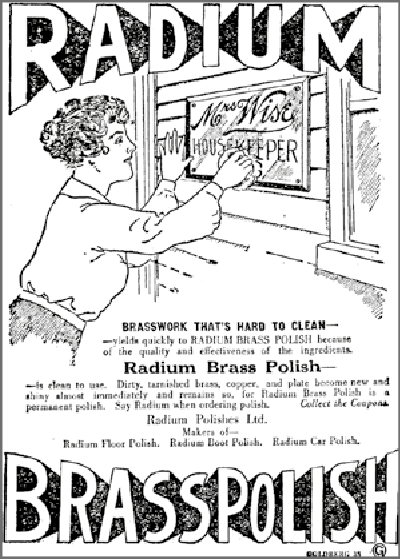 RADIUM
Mrs Wise
HOUSEKEEPER
BRASSWORK THAT'S HARD TO CLEAN—
—yields quickly to RADIUM BRASS POLISH because
of the quality and effectiveness of the ingredients.
Radium Brass Polish—
—is clean to use. Dirty, tarnished brass, copper, and plate become new and
shiny almost immediately and remains so, for Radium Brass Polish is a
permanent polish. Say Radium when ordering polish. Collect the Coupons.
Radium Polishes Ltd.
Makers of—
Radium Floor Polish. Radium Boot Polish. Radium Car Polish.
BRASSPOLISH
GOLDBERG
G